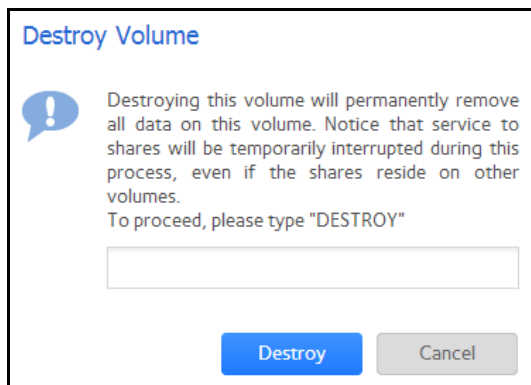 Destroy Volume
Destroying this volume will permanently remove
all data on this volume. Notice that service to
shares will be temporarily interrupted during this
process, even if the shares reside on other
volumes.
To proceed, please type "DESTROY"
Destroy
Cancel